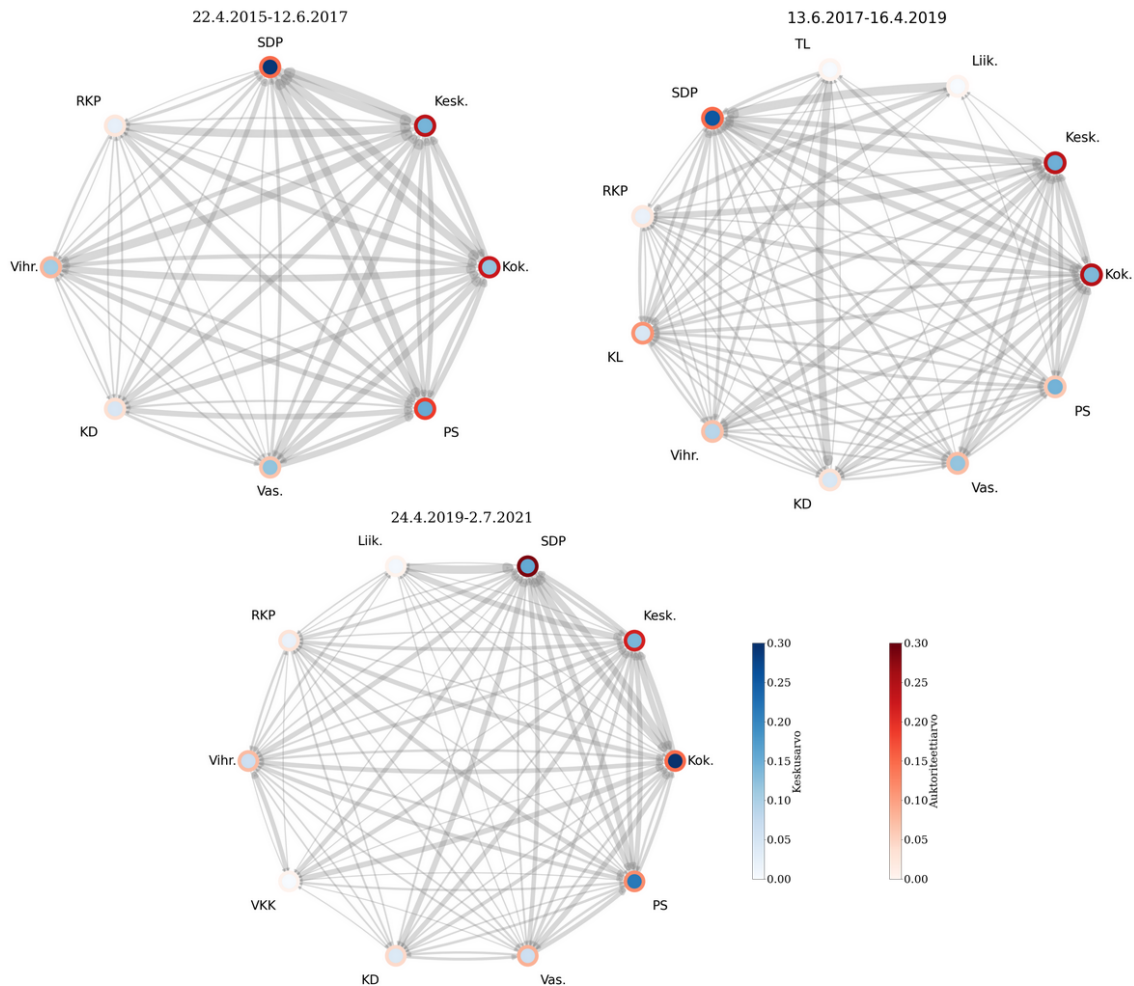 22.4.2015-12.6.2017
SDP
RKP
Kesk.
Vihr.
Kok.
KD
PS
Vas.
13.6.2017-16.4.2019
TL
Liik.
SDP
Kesk.
RKP
Kok.
KL
PS
Vihr.
Vas.
KD
24.4.2019-2.7.2021
Liik.
SDP
RKP
Kesk.
Vihr.
Kok.
VKK
PS
KD
Vas.
0.30
0.25
0.20
0.15
0.10
0.05
0.00
Keskusarvo
0.30
0.25
0.20
0.15
0.10
0.05
0.00
Auktoriteettiarvo